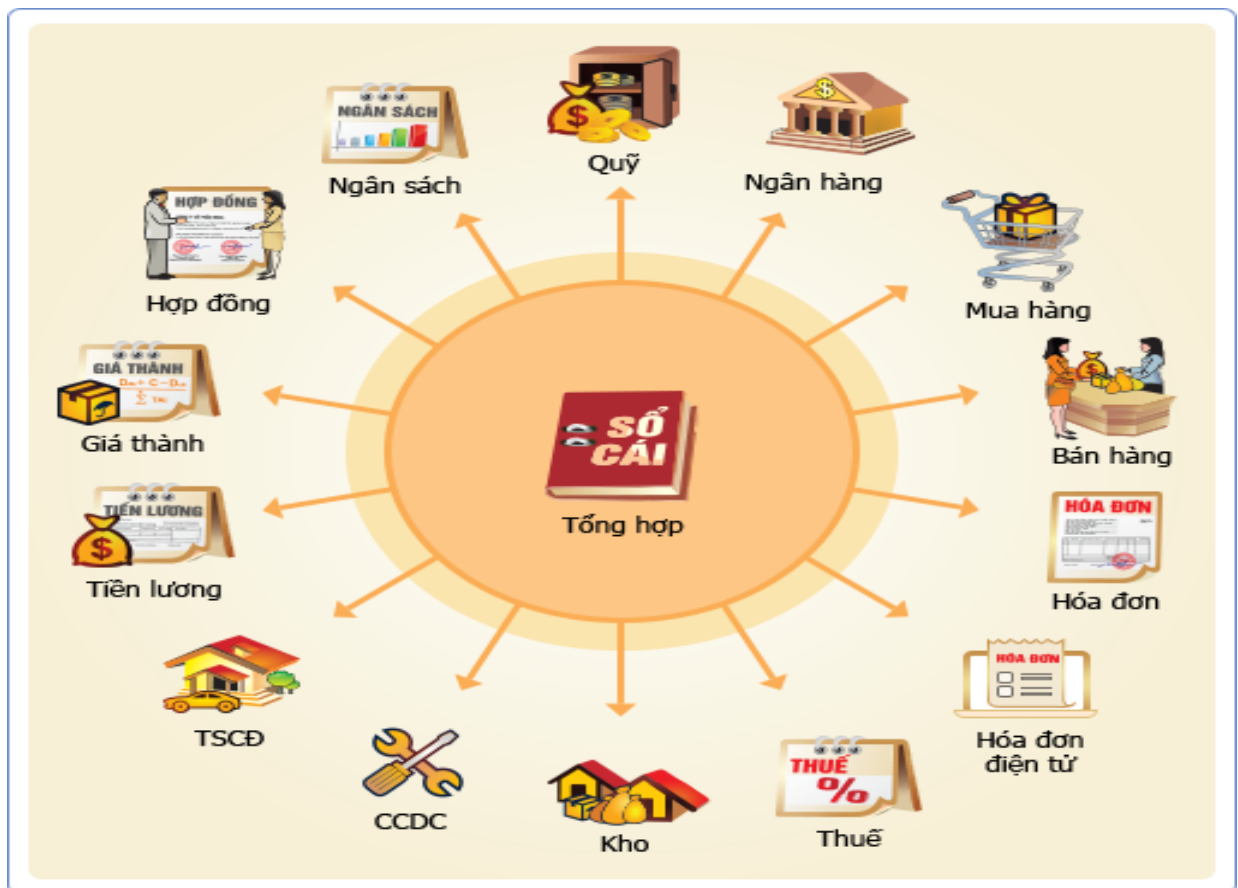 NGÂN SÁCH
Ngân sách
Quỹ
Ngân hàng
HỢP ĐỒNG
Hợp đồng
Mua hàng
GIÁ THÀNH
Giá thành
Bán hàng
SỔ
CÁI
Tổng hợp
TIỀN LƯƠNG
Tiền lương
HÓA ĐƠN
Hóa đơn
TSCĐ
HÓA ĐƠN
Hóa đơn
điện tử
CCDC
Kho
THUẾ
%
Thuế